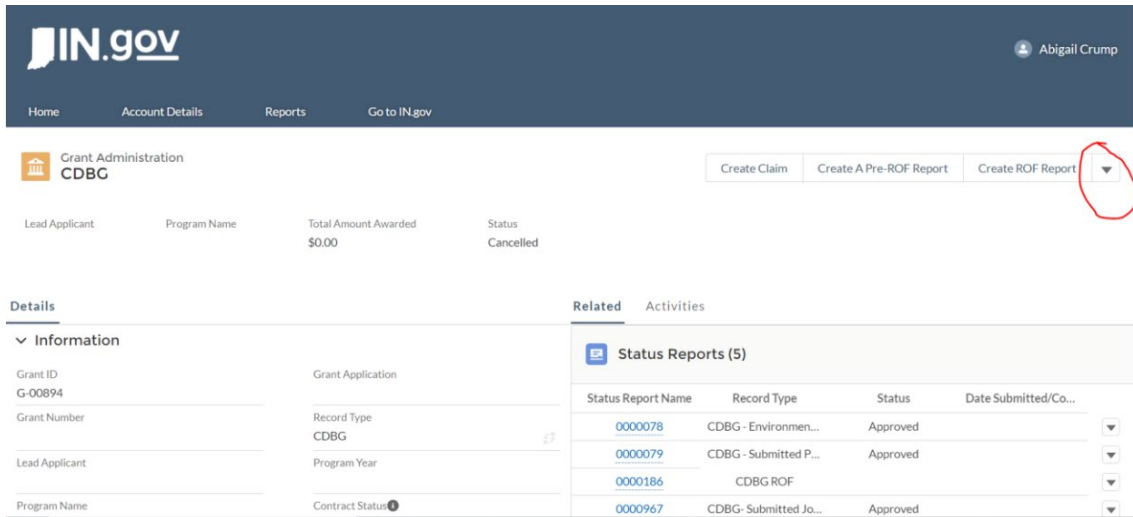 IN.gov
Abigail Crump
Home Account Details Reports Go to IN.gov
Grant Administration
CDBG
Create Claim Create A Pre-ROF Report Create ROF Report
Lead Applicant Program Name Total Amount Awarded Status
$0.00 Cancelled
Details
Related Activities
Information
Status Reports (5)
Grant ID Grant Application
G-00894
Status Report Name Record Type Status Date Submitted/Co...
Grant Number Record Type
CDBG
0000078 CDBG - Environmen... Approved
Lead Applicant Program Year
0000079 CDBG - Submitted P... Approved
0000186 CDBG ROF
Program Name Contract Status
0000967 CDBG- Submitted Jo... Approved